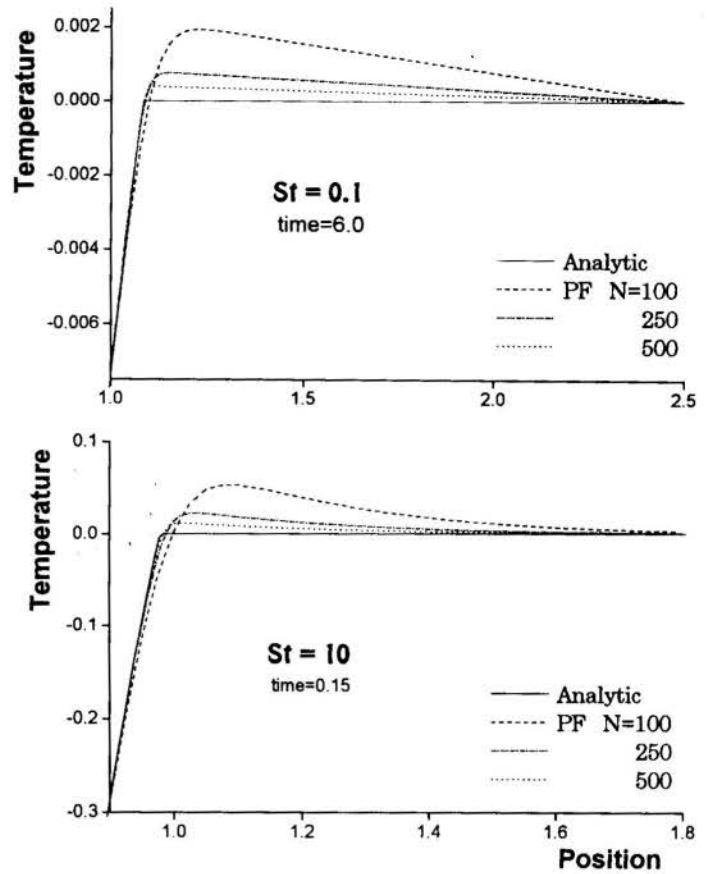 0.002
0.000
-0.002
-0.004
-0.006
Temperature
St = 0.1
time=6.0
Analytic
PF N=100
250
500
1.0
1.5
2.0
2.5
0.1
0.0
-0.1
-0.2
-0.3
Temperature
St = 10
time=0.15
Analytic
PF N=100
250
500
1.0
1.2
1.4
1.6
1.8
Position